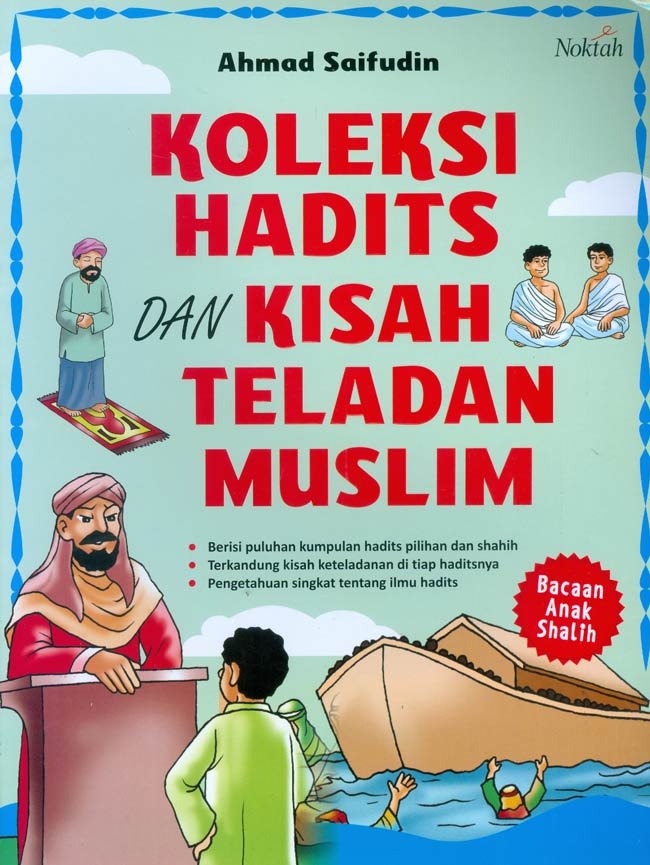 Ahmad Saifudin
Noktah
KOLEKSI
HADITS
DAN KISAH
TELADAN
MUSLIM
• Berisi puluhan kumpulan hadits pilihan dan shahih
• Terkandung kisah keteladanan di tiap haditsnya
• Pengetahuan singkat tentang ilmu hadits
Bacaan
Anak
Shalih